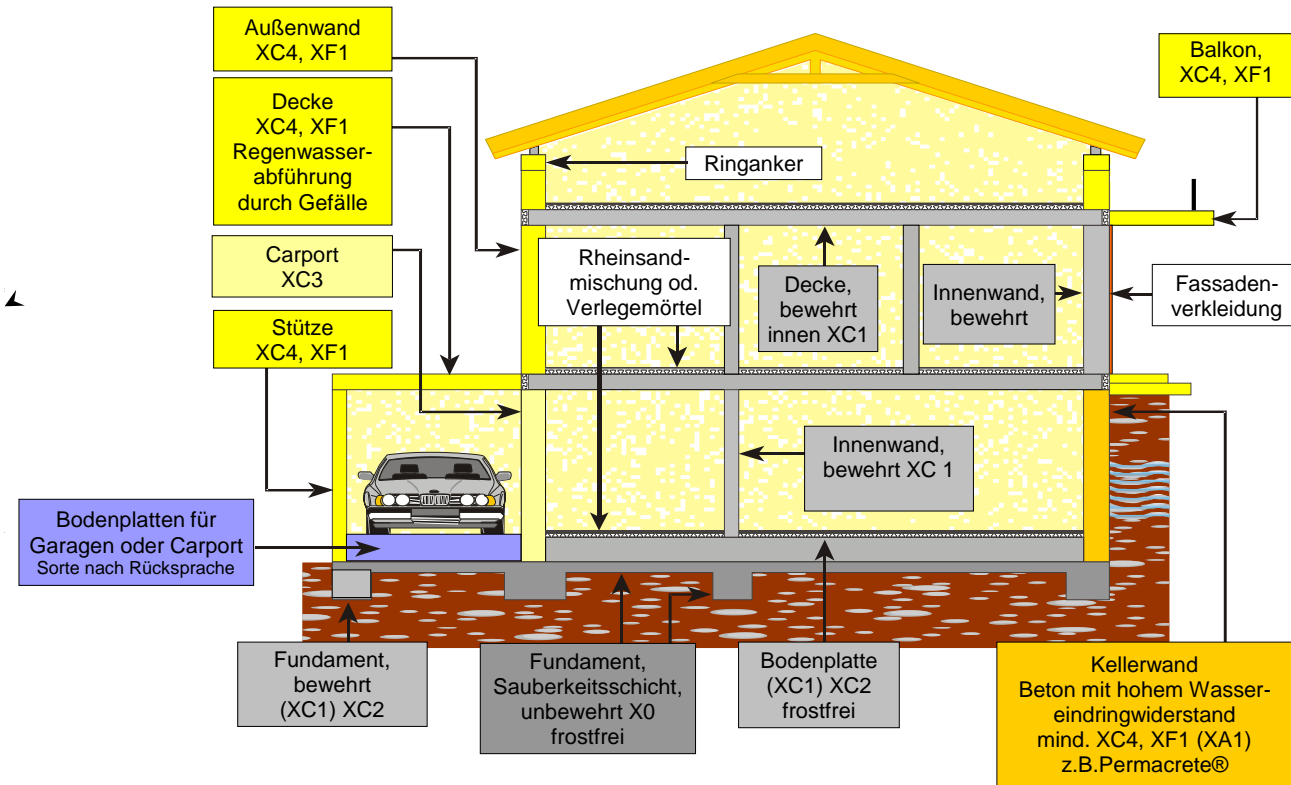 Außenwand
XC4, XF1
Decke
XC4, XF1
Regenwasser-
abführung
durch Gefälle
Carport
XC3
Stütze
XC4, XF1
Bodenplatten für
Garagen oder Carport
Sorte nach Rücksprache
Ringanker
Rheinsand-
mischung od.
Verlegemörtel
Decke,
bewehrt
innen XC1
Innenwand,
bewehrt
Innenwand,
bewehrt XC 1
Balkon,
XC4, XF1
Fassaden-
verkleidung
Fundament,
bewehrt
(XC1) XC2
Fundament,
Sauberkeitsschicht,
unbewehrt X0
frostfrei
Bodenplatte
(XC1) XC2
frostfrei
Kellerwand
Beton mit hohem Wasser-
eindringwiderstand
mind. XC4, XF1 (XA1)
z.B.Permacrete®